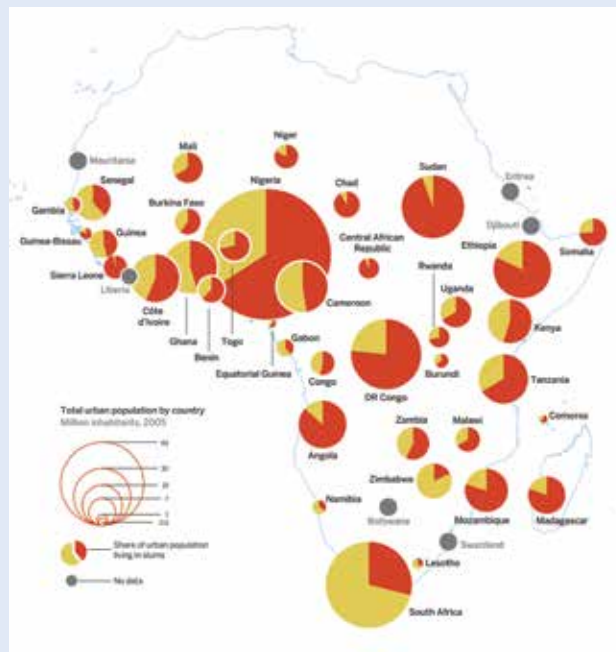 Mauritania
Mali
Niger
Sudan
Senegal
Nigeria
Chad
Eritrea
Burkina Faso
Gambia
Djibouti
Guinea
Guinea-Bissau
Ethiopia
Somalia
Central African
Republic
Rwanda
Sierra Leone
Uganda
Liberia
Cameroon
Côte
d'Ivoire
Kenya
Ghana
Togo
Gabon
Benin
Equatorial Guinea
Congo
Burundi
DR Congo
Tanzania
Total urban population by country
Million inhabitants, 2005
Comoros
Zambia
Malawi
Angola
Zimbabwe
Namibia
Mozambique
Madagascar
Botswana
Swaziland
Share of urban population
living in slums
Lesotho
No data
South Africa